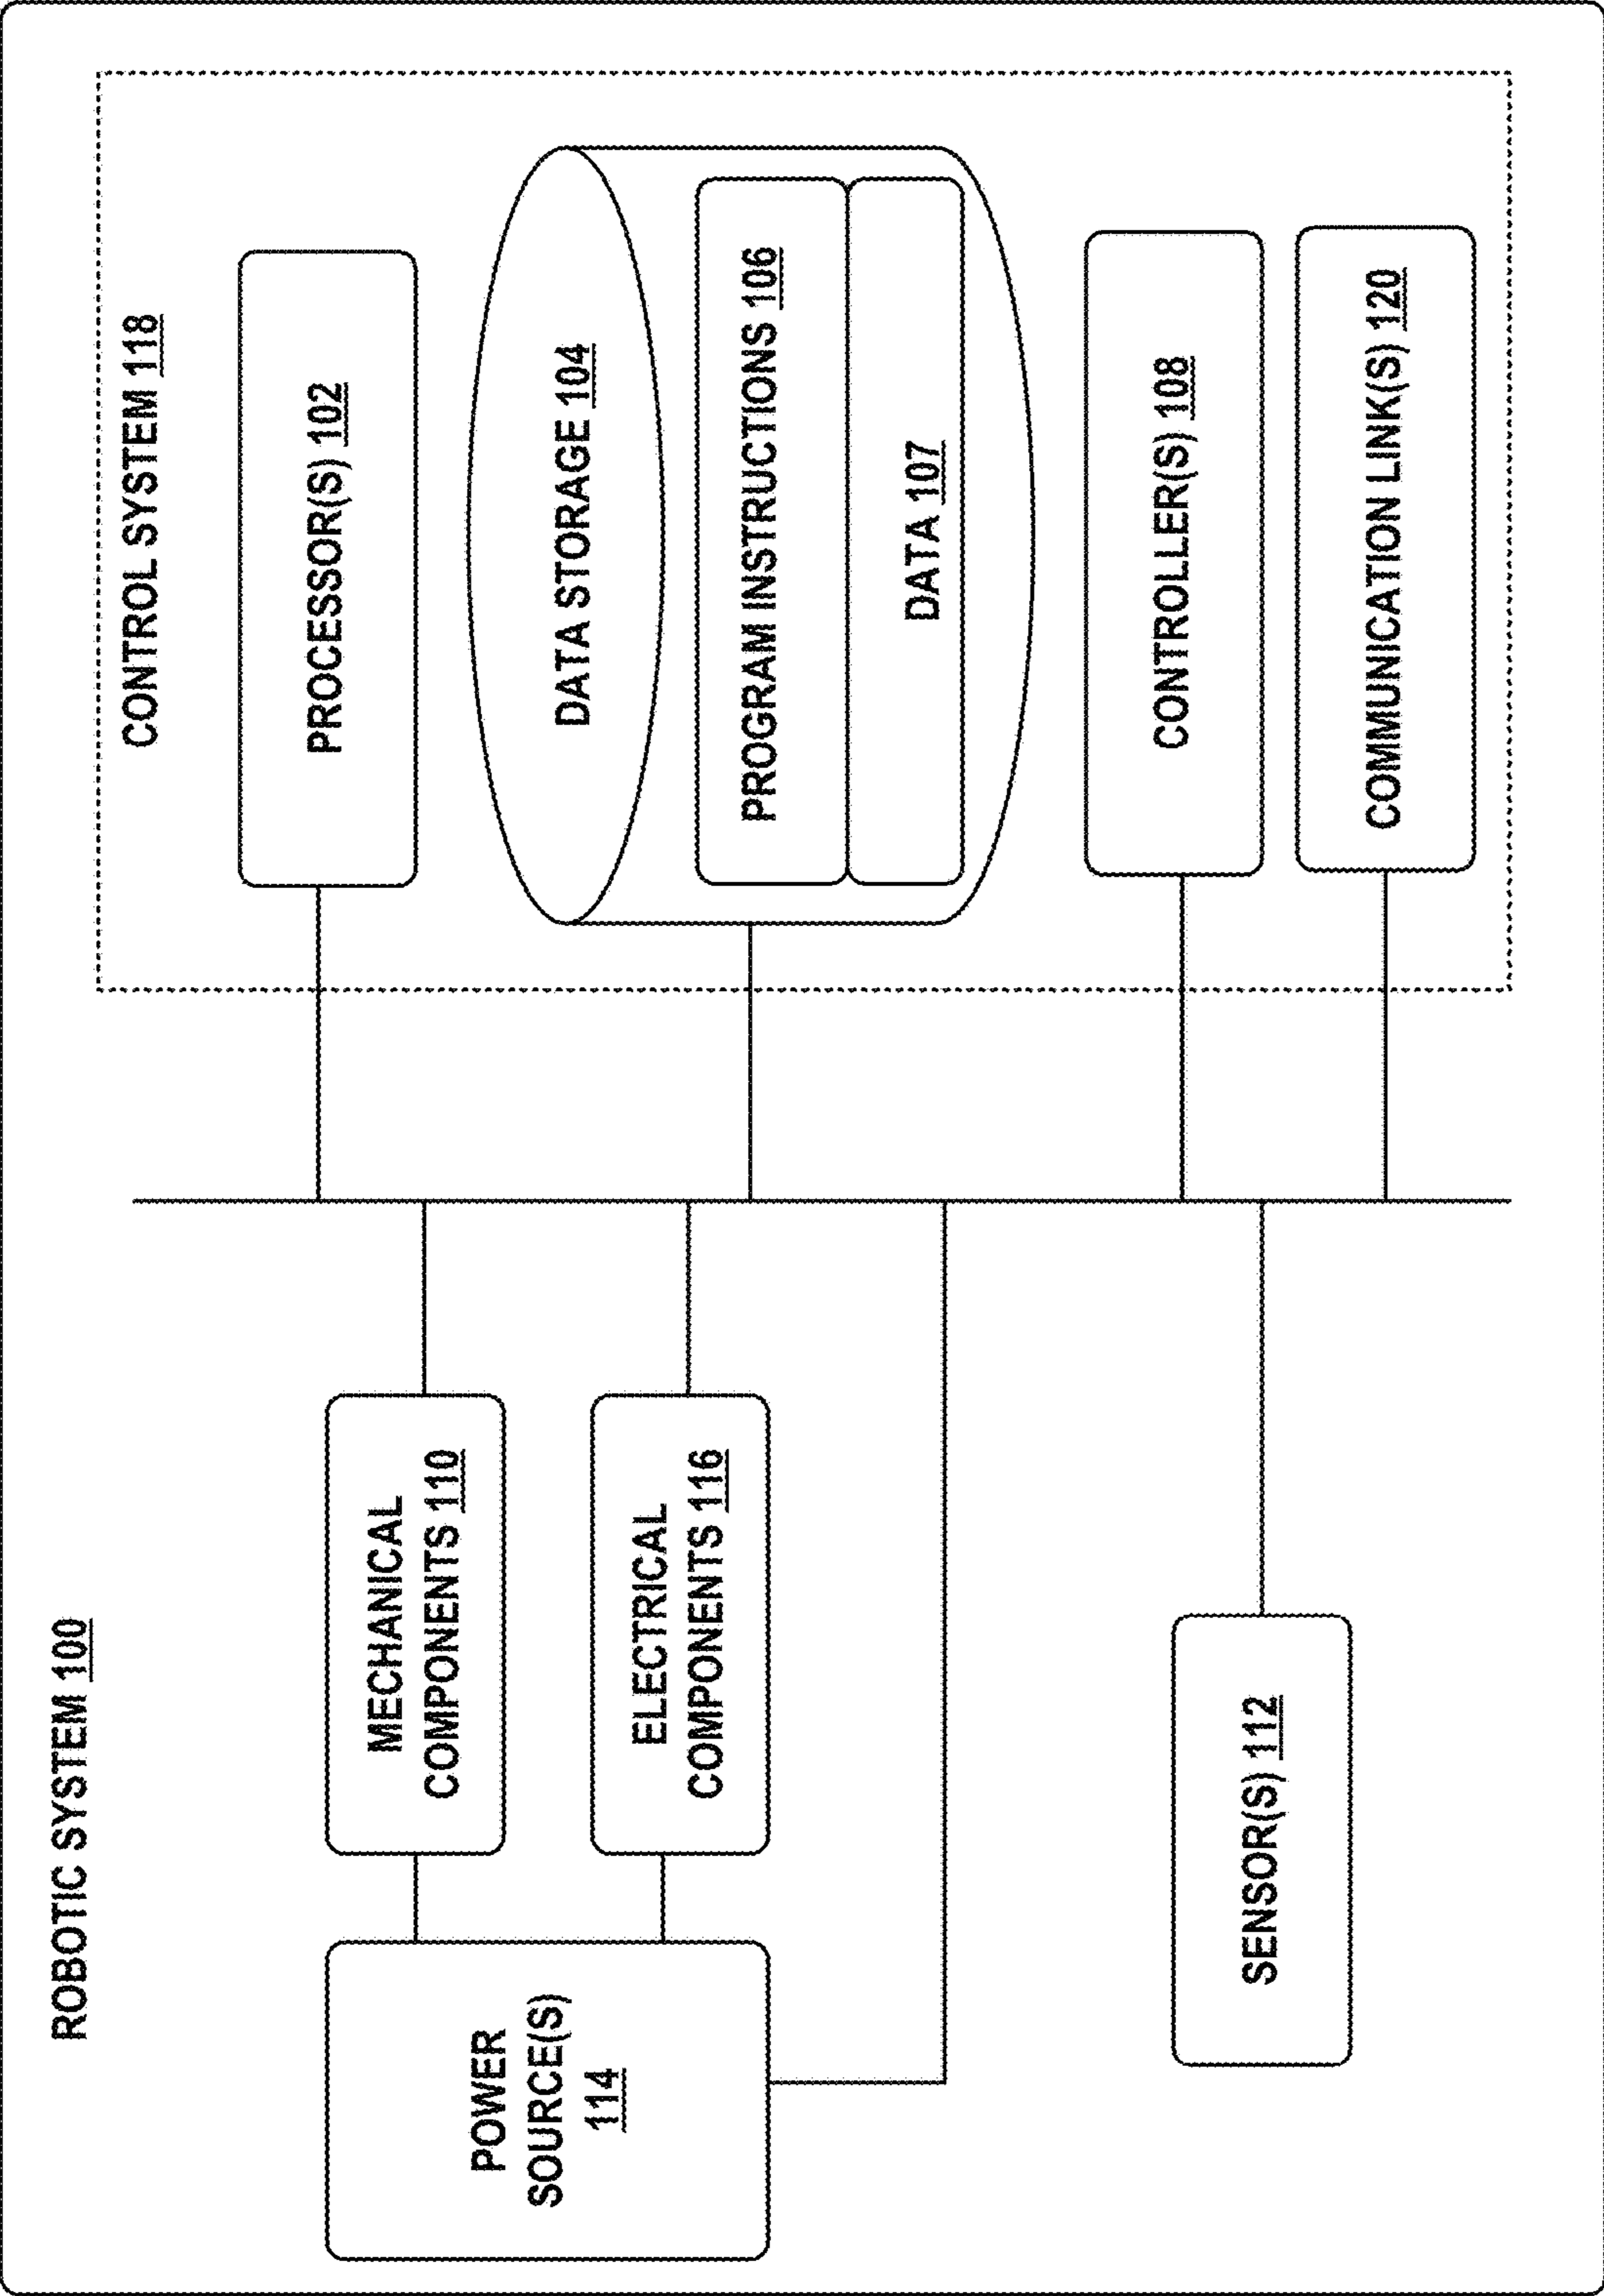 ROBOTIC SYSTEM 100
POWER
SOURCE(S)
114
MECHANICAL
COMPONENTS 110
ELECTRICAL
COMPONENTS 116
SENSOR(S) 112
CONTROL SYSTEM 118
PROCESSOR(S) 102
DATA STORAGE 104
PROGRAM INSTRUCTIONS 106
DATA 107
CONTROLLER(S) 108
COMMUNICATION LINK(S) 120